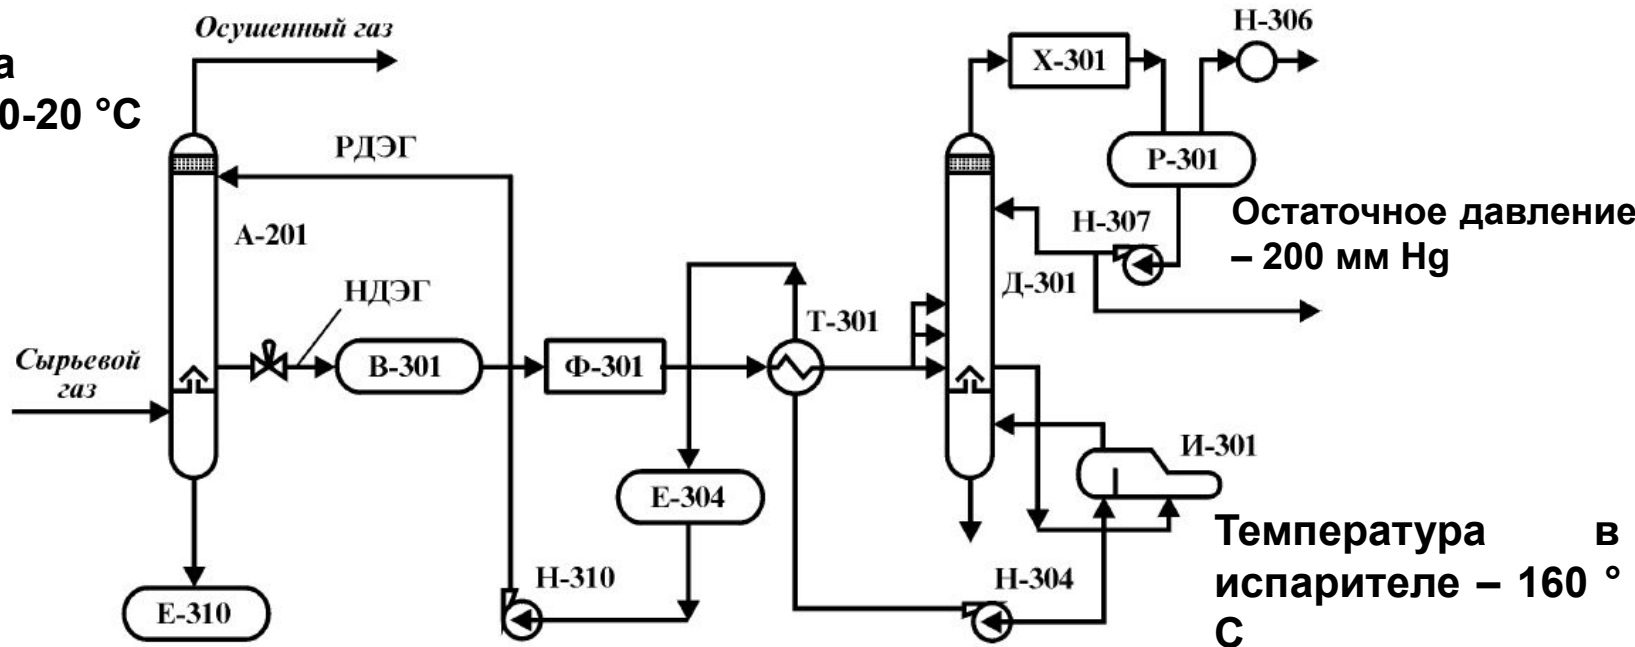 Осушенный газ
а
0-20 °С
Н-306
Х-301
РДЭГ
Р-301
А-201
Н-307
Остаточное давление
– 200 мм Hg
НДЭГ
Д-301
Т-301
Сырьевой
газ
В-301
Ф-301
И-301
Е-304
Температура в
испарителе – 160 °
С
Н-310
Н-304
Е-310